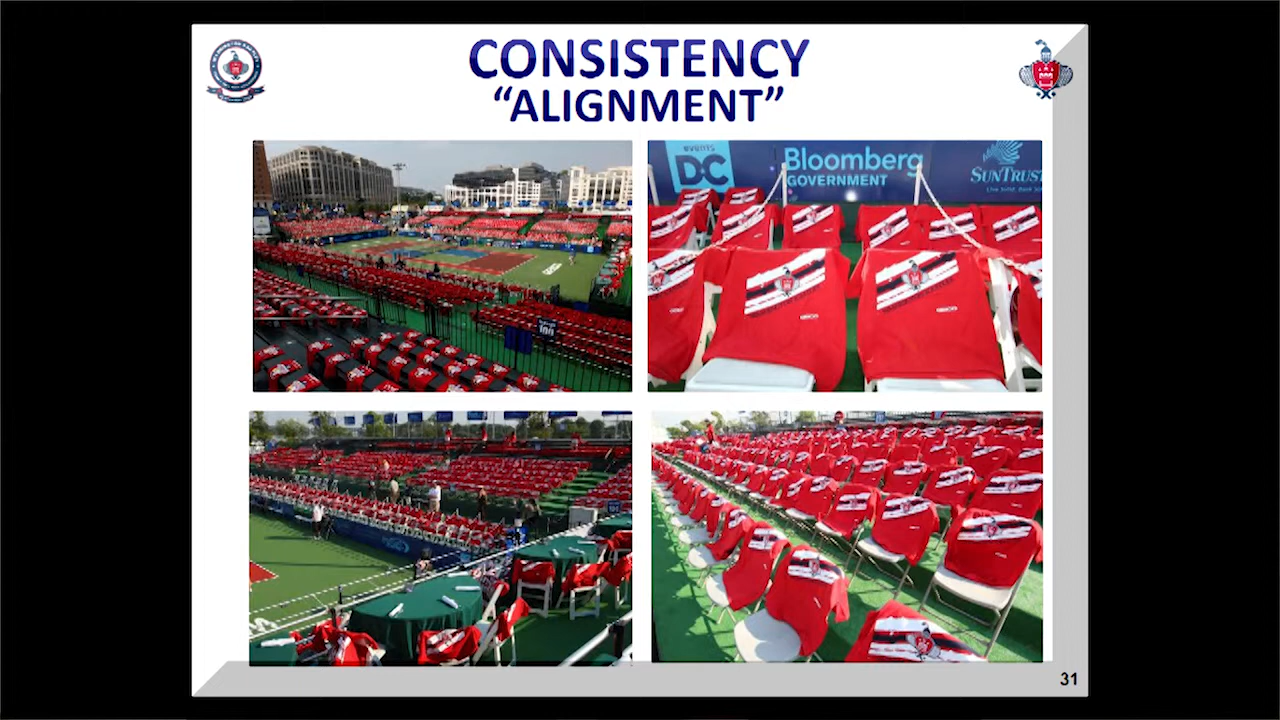 CONSISTENCY
“ALIGNMENT”
events
DC
Bloomberg
GOVERNMENT
SUNTRUST
31